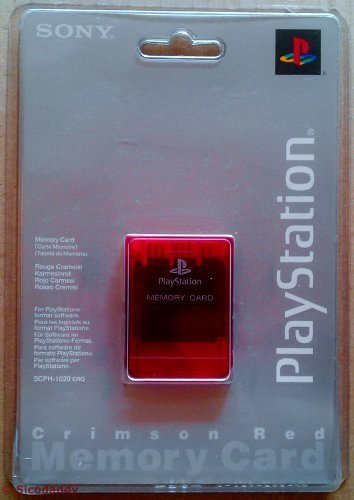 SONY
PlayStation®
Memory Card
(Carte Mémoire)
(Tarjeta de Memoria)
Rouge Cramoisi
Karmesinrot
Rojo Carmesi
Rosso Cremisi
For PlayStation®
format software.
Pour les logiciels au
format PlayStation®
Für Software im
PlayStation®-Format.
Para software de
formato PlayStation®
Per software per
PlayStation®.
SCPH-1020 ERO
PlayStation
MEMORY CARD
Crimson Red
Memory Card
© Sicodaddy